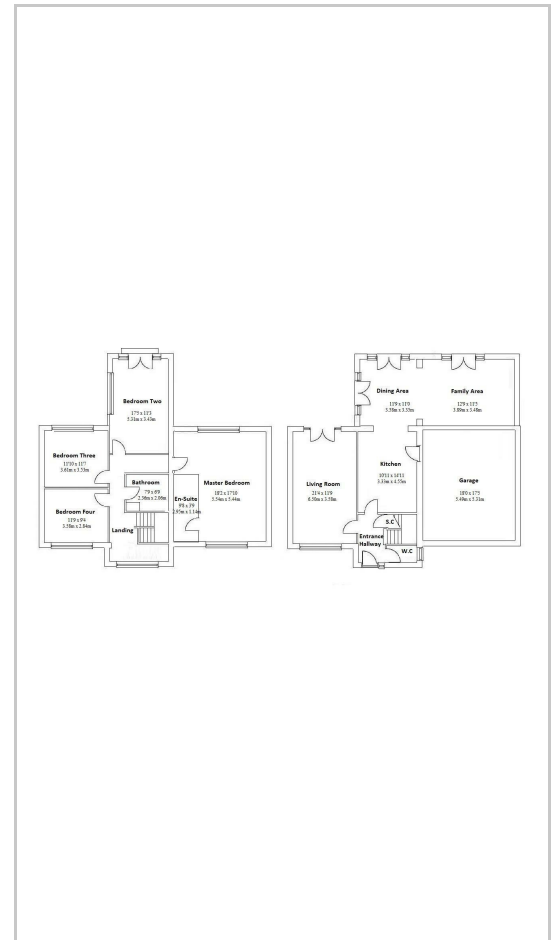 Bedroom Two
17'5 x 11'3
5.31m x 3.43m
Bedroom Three
11'10 x 11'7
3.61m x 3.53m
Bathroom
7'9 x 6'9
2.36m x 2.06m
Master Bedroom
18'2 x 17'10
5.54m x 5.44m
En-Suite
9'8 x 3'9
2.95m x 1.14m
Bedroom Four
11'9 x 9'4
3.58m x 2.84m
Landing
Dining Area
11'9 x 11'0
3.58m x 3.35m
Family Area
12'9 x 11'5
3.89m x 3.48m
Living Room
21'4 x 11'9
6.50m x 3.58m
Kitchen
10'11 x 14'11
3.33m x 4.55m
Garage
18'0 x 17'5
5.49m x 5.31m
S.C
Entrance
Hallway
W.C